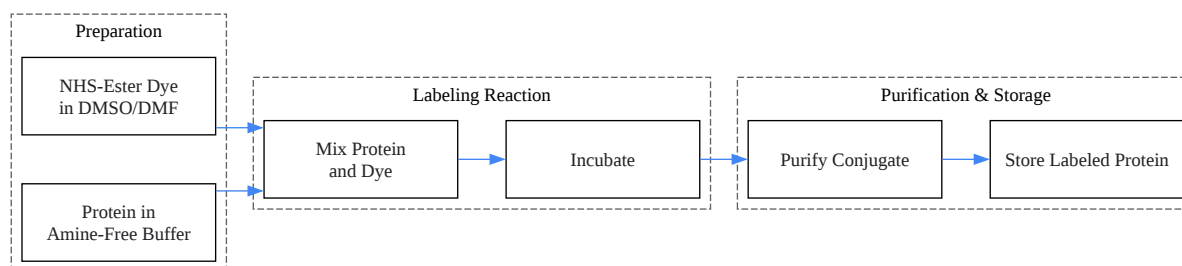 Preparation
NHS-Ester Dye
in DMSO/DMF
Protein in
Amine-Free Buffer
Labeling Reaction
Mix Protein
and Dye
Incubate
Purification & Storage
Purify Conjugate
Store Labeled Protein